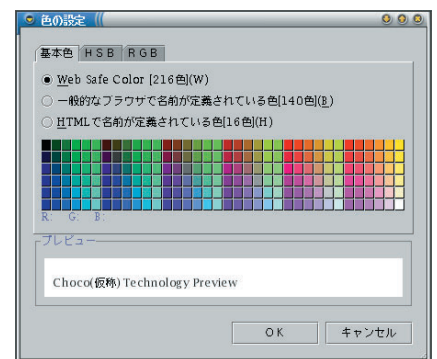 色の設定
基本色 HSB RGB
Web Safe Color [216色](W)
一般的なブラウザで名前が定義されている色[140色](B)
HTMLで名前が定義されている色[16色](H)
R: G: B:
プレビュー
Choco(仮称) Technology Preview
OK キャンセル